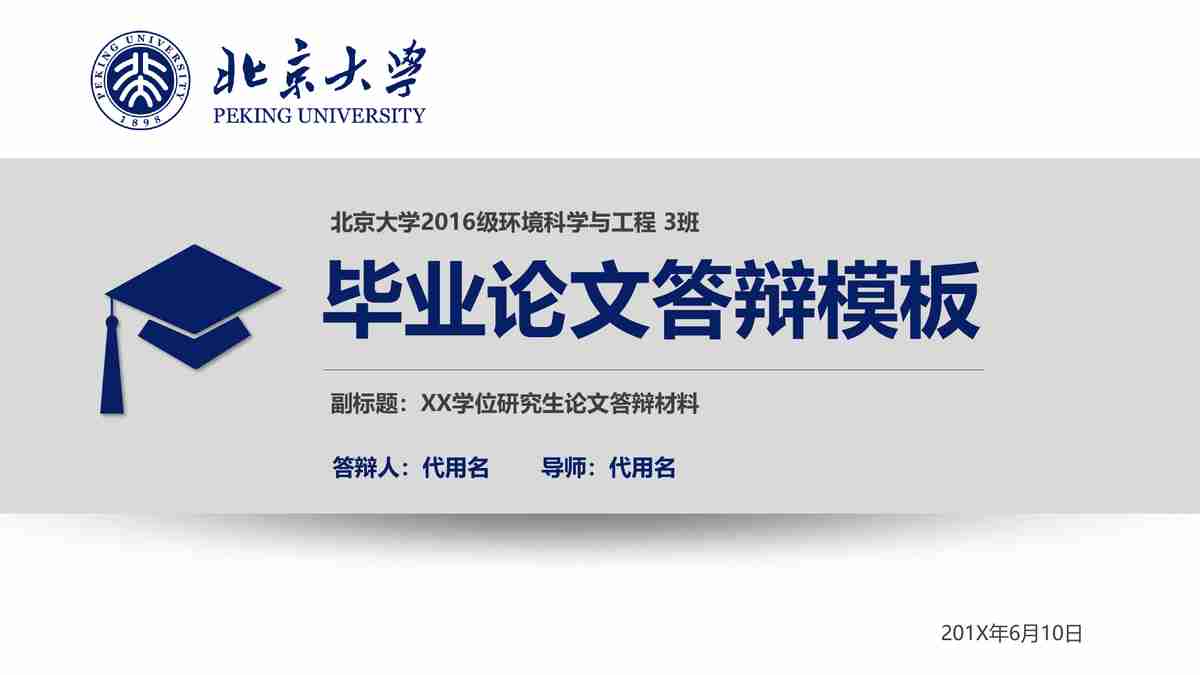 PEKING UNIVERSITY
1898
北京大学
PEKING UNIVERSITY
北京大学2016级环境科学与工程 3班
毕业论文答辩模板
副标题：XX学位研究生论文答辩材料
答辩人：代用名 导师：代用名
201X年6月10日